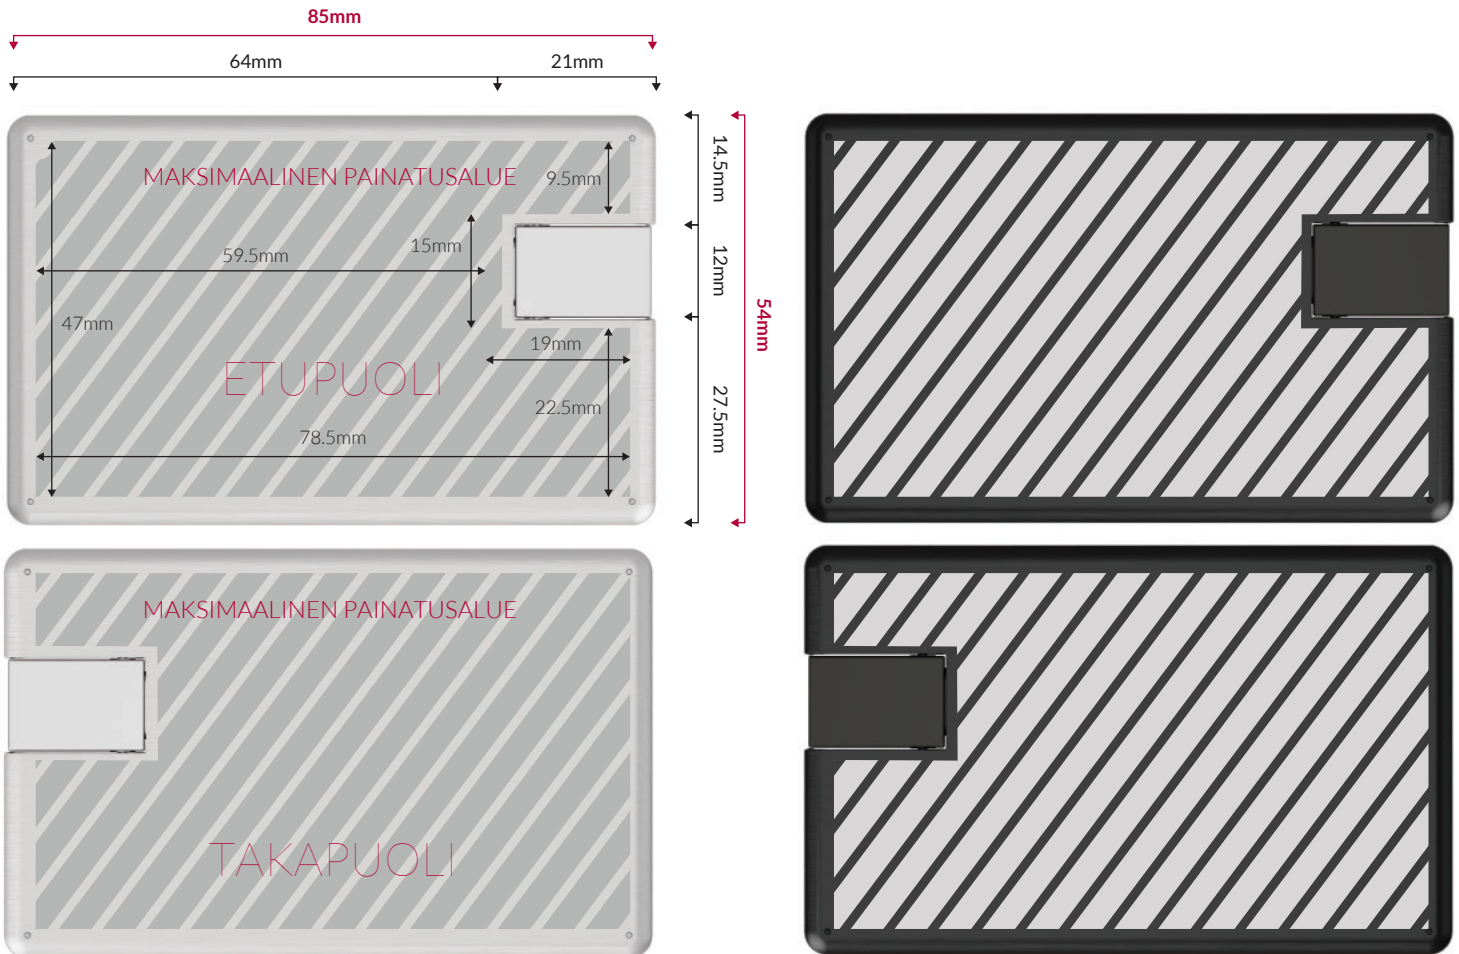 85mm
64mm
21mm
MAKSIMAALINEN PAINATUSALUE
9.5mm
14.5mm
15mm
59.5mm
12mm
47mm
54mm
19mm
ETUPUOLI
22.5mm
27.5mm
78.5mm
MAKSIMAALINEN PAINATUSALUE
TAKAPUOLI